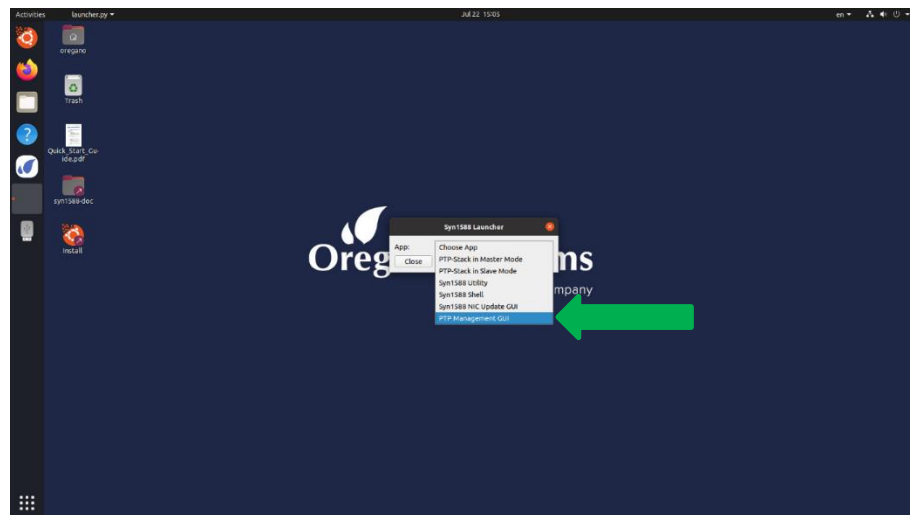 Activities
launcher.py
Jul 22 15:05
en
oregano
Trash
Quick_Start_Gu
ide.pdf
syn1588-doc
Install
Syn1588 Launcher
App:
Close
Choose App
PTP-Stack in Master Mode
PTP-Stack in Slave Mode
Syn1588 Utility
Syn1588 Shell
Syn1588 NIC Update GUI
PTP Management GUI
Oreg
ms
mpany